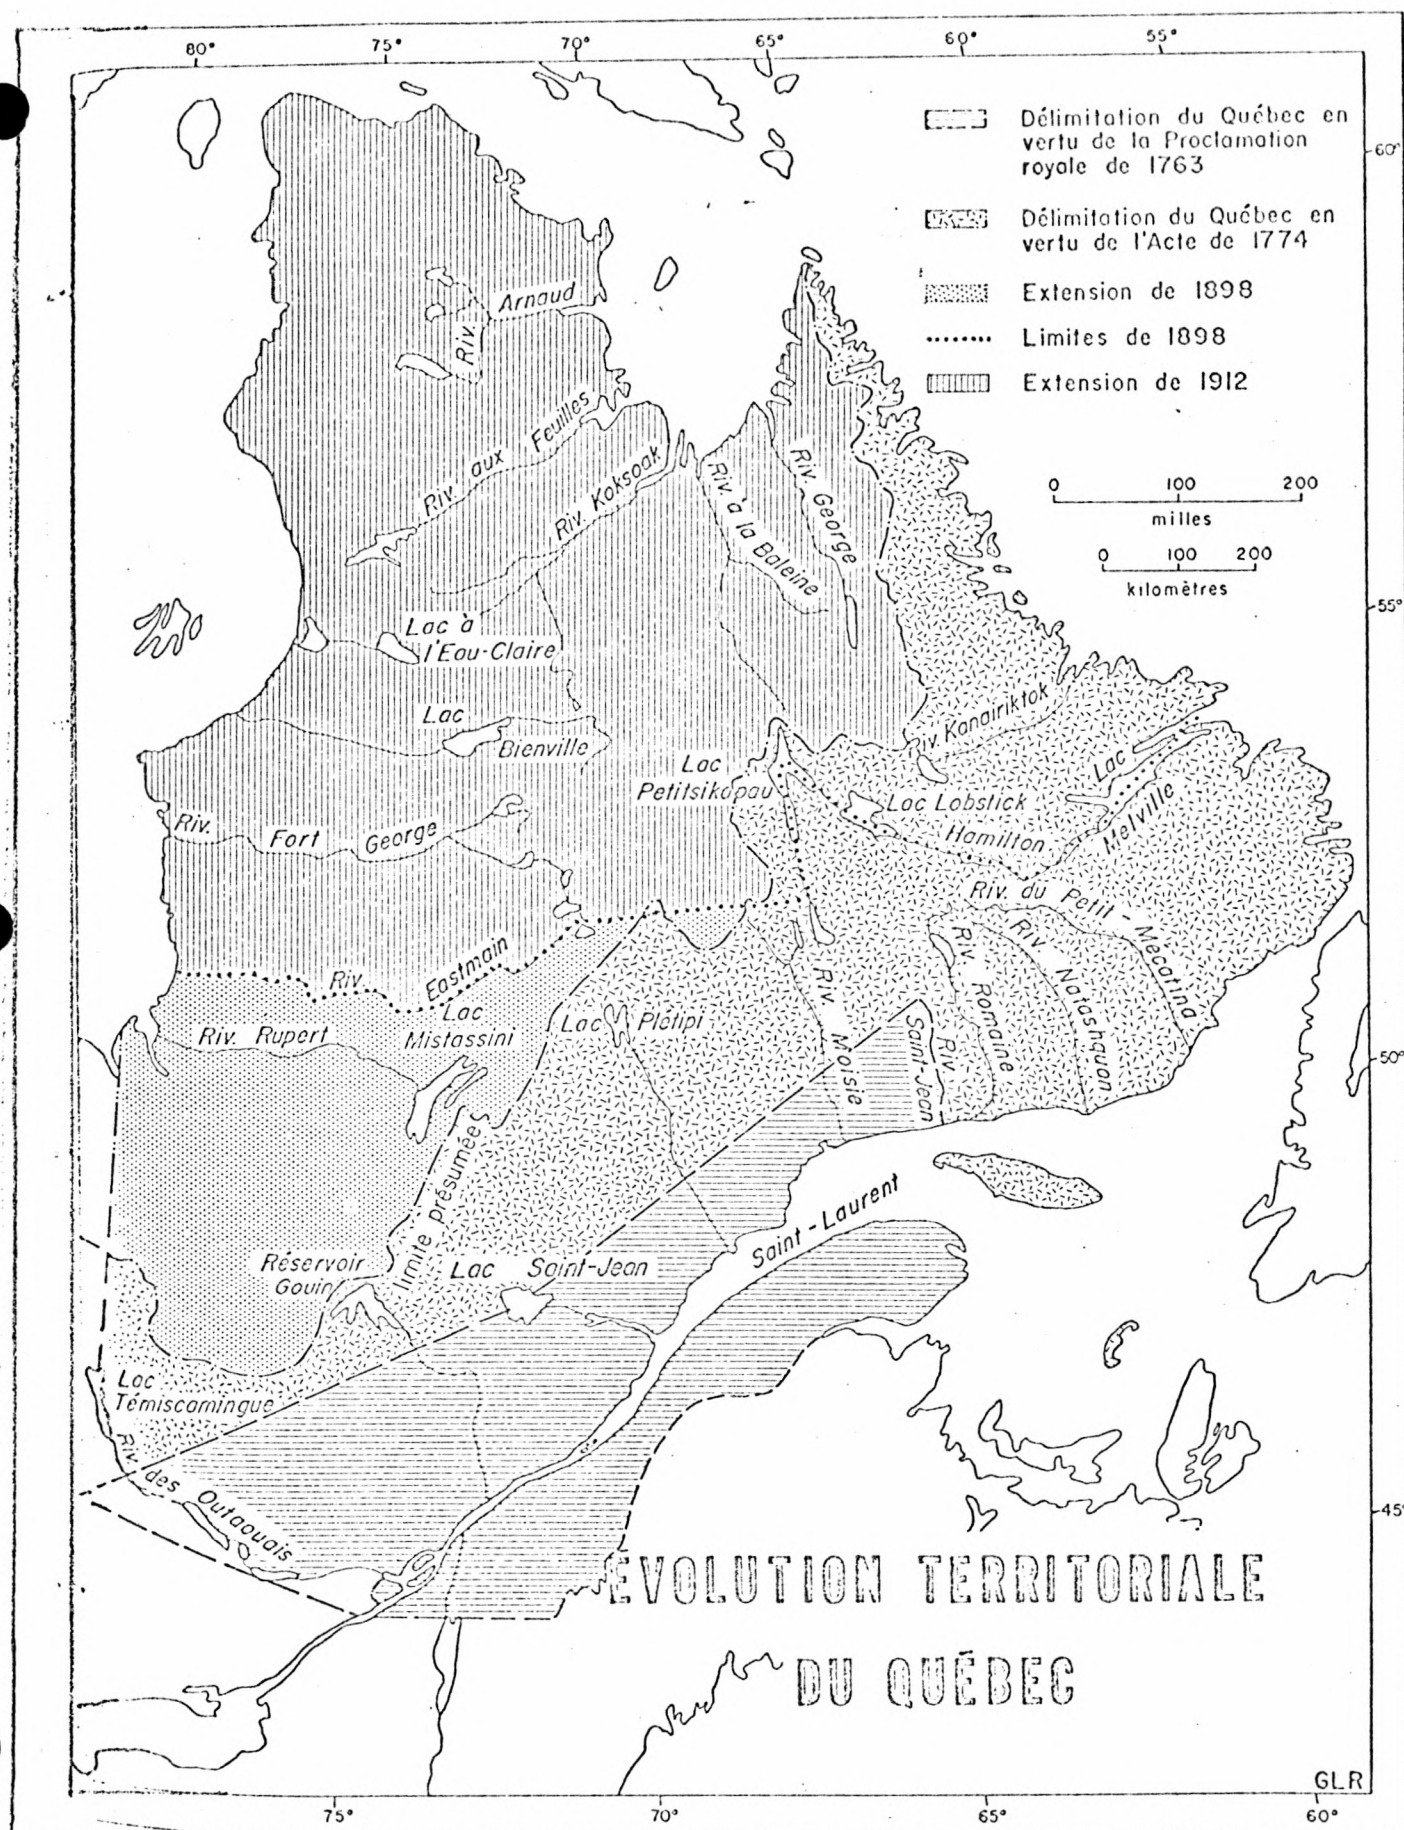 80°
75°
70°
65°
60°
55°
Délimitation du Québec en
vertu de la Proclamation
royale de 1763
Délimitation du Québec en
vertu de l'Acte de 1774
Extension de 1898
Limites de 1898
Extension de 1912
0 100 200
milles
0 100 200
kilomètres
60°
55°
50°
45°
Riv. Arnaud
Riv. aux Feuilles
Riv. Koksoak
Riv. à la Baleine
Riv. George
Lac à
l'Eau-Claire
Lac
Bienville
Riv. Fort George
Lac
Petitsikapau
iv. Kanairiktok
Lac Lobstick
Hamilton
Lac Melville
Riv. du Petit-Mécatina
Riv. Natashquan
Riv. Romaine
Riv. Saint-Jean
Riv. Moisie
Riv. Eastmain
Riv. Rupert
Lac
Mistassini
Lac Plétipi
limite présumée
Réservoir
Gouin
Lac Saint-Jean
Saint-Laurent
Lac
Témiscamingue
Riv. des Outaouais
EVOLUTION TERRITORIALE
DU QUÉBEC
GLR
75°
70°
65°
60°